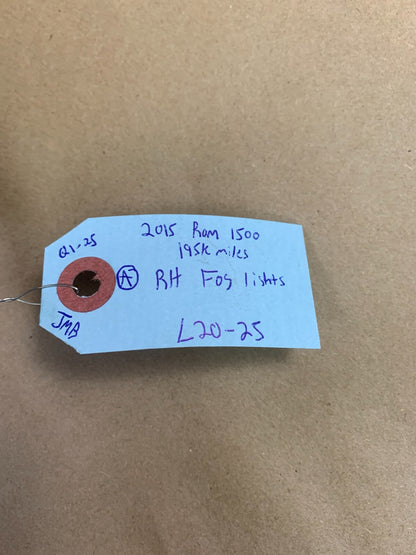 2015 Ram 1500
195K miles
Q1-25
A RH Fog lights
JMB
L20-25